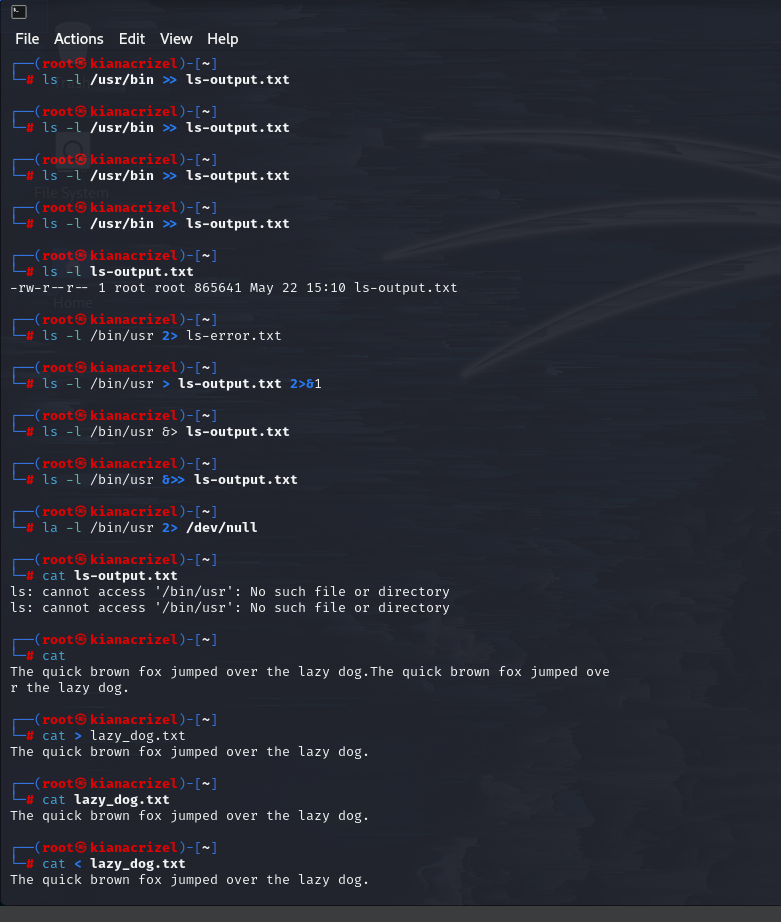 File Actions Edit View Help
┌──(root㉿kianacrizel)-[~]
└─# ls -l /usr/bin >> ls-output.txt
┌──(root㉿kianacrizel)-[~]
└─# ls -l /usr/bin >> ls-output.txt
┌──(root㉿kianacrizel)-[~]
└─# ls -l /usr/bin >> ls-output.txt
File System
┌──(root㉿kianacrizel)-[~]
└─# ls -l /usr/bin >> ls-output.txt
┌──(root㉿kianacrizel)-[~]
└─# ls -l ls-output.txt
-rw-r--r-- 1 root root 865641 May 22 15:10 ls-output.txt
Home
┌──(root㉿kianacrizel)-[~]
└─# ls -l /bin/usr 2> ls-error.txt
┌──(root㉿kianacrizel)-[~]
└─# ls -l /bin/usr > ls-output.txt 2>&1
┌──(root㉿kianacrizel)-[~]
└─# ls -l /bin/usr &> ls-output.txt
┌──(root㉿kianacrizel)-[~]
└─# ls -l /bin/usr &>> ls-output.txt
┌──(root㉿kianacrizel)-[~]
└─# la -l /bin/usr 2> /dev/null
┌──(root㉿kianacrizel)-[~]
└─# cat ls-output.txt
ls: cannot access '/bin/usr': No such file or directory
ls: cannot access '/bin/usr': No such file or directory
┌──(root㉿kianacrizel)-[~]
└─# cat
The quick brown fox jumped over the lazy dog.The quick brown fox jumped ove
r the lazy dog.
┌──(root㉿kianacrizel)-[~]
└─# cat > lazy_dog.txt
The quick brown fox jumped over the lazy dog.
┌──(root㉿kianacrizel)-[~]
└─# cat lazy_dog.txt
The quick brown fox jumped over the lazy dog.
┌──(root㉿kianacrizel)-[~]
└─# cat < lazy_dog.txt
The quick brown fox jumped over the lazy dog.